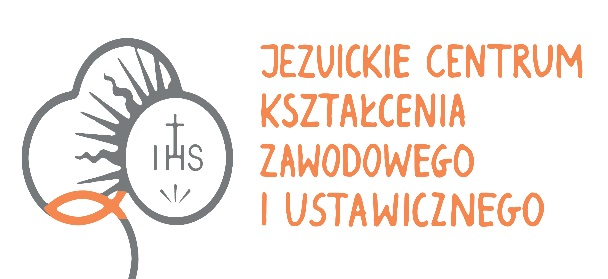 IHS
JEZUICKIE CENTRUM
KSZTAŁCENIA
ZAWODOWEGO
I USTAWICZNEGO